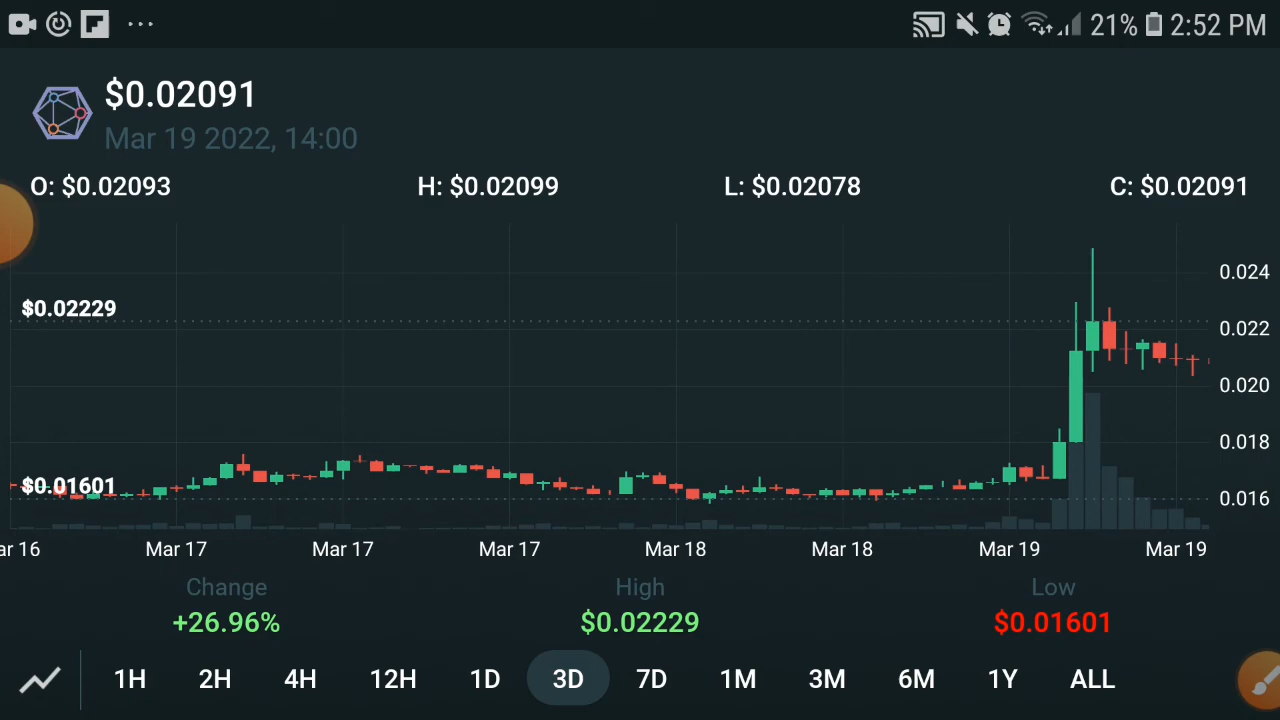 21% 2:52 PM
$0.02091
Mar 19 2022, 14:00
O: $0.02093 H: $0.02099 L: $0.02078 C: $0.02091
0.024
$0.02229
0.022
0.020
0.018
$0.01601
0.016
ar 16 Mar 17 Mar 17 Mar 17 Mar 18 Mar 18 Mar 19 Mar 19
Change High Low
+26.96% $0.02229 $0.01601
1H 2H 4H 12H 1D 3D 7D 1M 3M 6M 1Y ALL